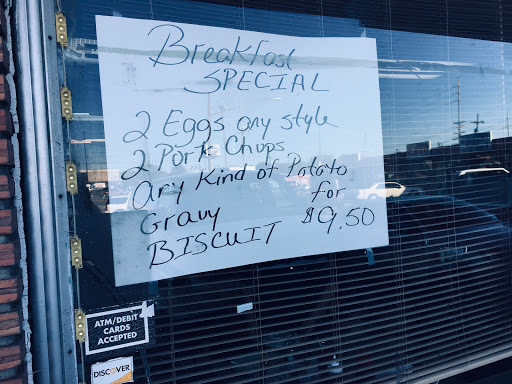 Breakfast
SPECIAL
2 Eggs any style
2 Pork Chops
Any Kind of Potato
Gravy for
BISCUIT $9.50
ATM/DEBIT
CARDS
ACCEPTED
DISCOVER